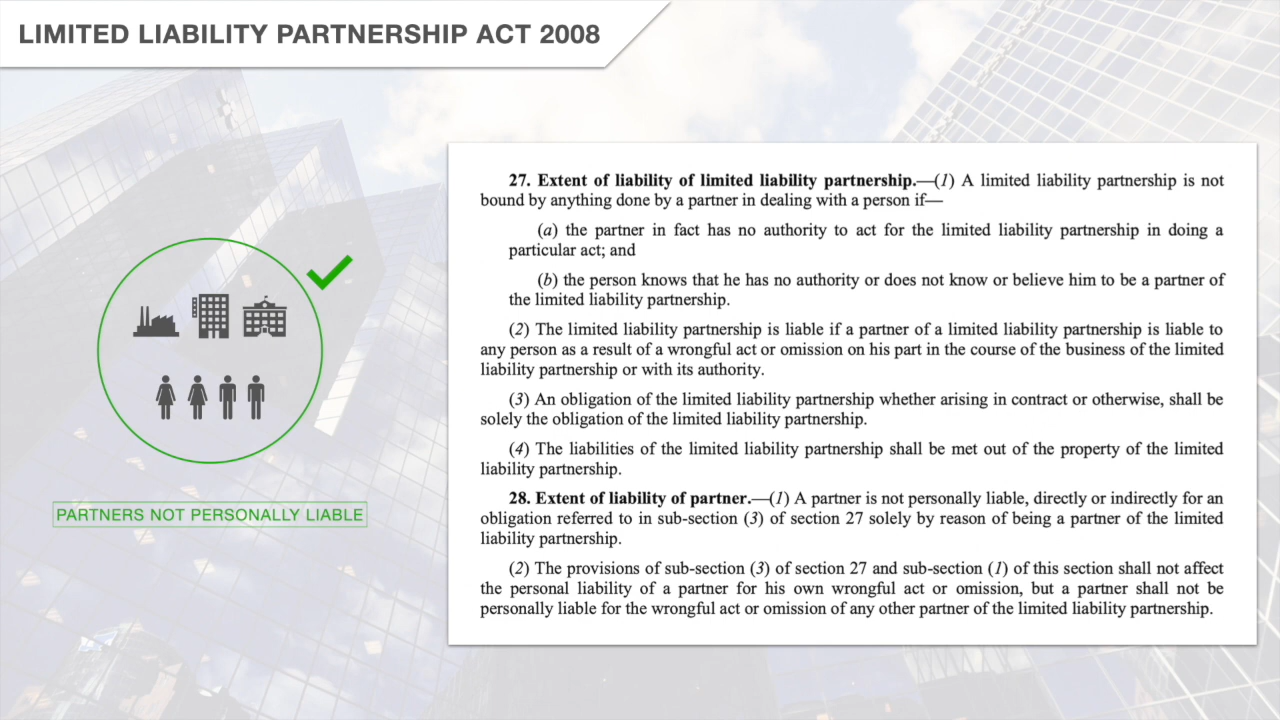 LIMITED LIABILITY PARTNERSHIP ACT 2008
PARTNERS NOT PERSONALLY LIABLE
27. Extent of liability of limited liability partnership.—(1) A limited liability partnership is not
bound by anything done by a partner in dealing with a person if—
(a) the partner in fact has no authority to act for the limited liability partnership in doing a
particular act; and
(b) the person knows that he has no authority or does not know or believe him to be a partner of
the limited liability partnership.
(2) The limited liability partnership is liable if a partner of a limited liability partnership is liable to
any person as a result of a wrongful act or omission on his part in the course of the business of the limited
liability partnership or with its authority.
(3) An obligation of the limited liability partnership whether arising in contract or otherwise, shall be
solely the obligation of the limited liability partnership.
(4) The liabilities of the limited liability partnership shall be met out of the property of the limited
liability partnership.
28. Extent of liability of partner.—(1) A partner is not personally liable, directly or indirectly for an
obligation referred to in sub-section (3) of section 27 solely by reason of being a partner of the limited
liability partnership.
(2) The provisions of sub-section (3) of section 27 and sub-section (1) of this section shall not affect
the personal liability of a partner for his own wrongful act or omission, but a partner shall not be
personally liable for the wrongful act or omission of any other partner of the limited liability partnership.